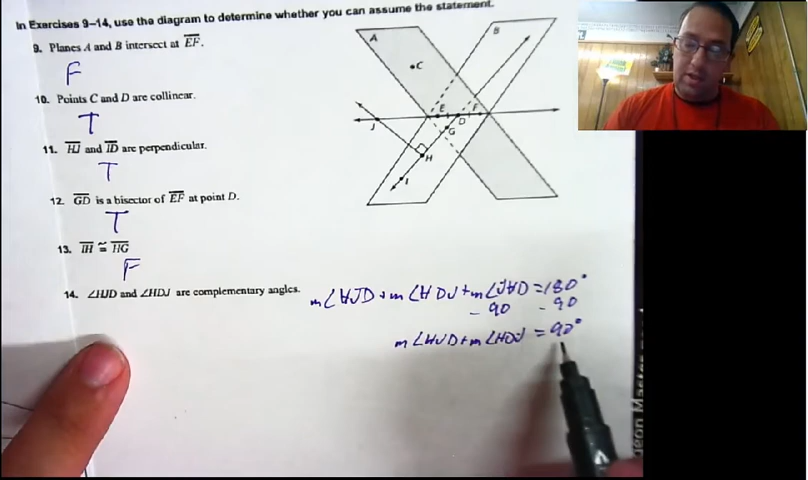 In Exercises 9–14, use the diagram to determine whether you can assume the statement.
9. Planes A and B intersect at EF.
F
10. Points C and D are collinear.
T
11. HJ and ID are perpendicular.
T
12. GD is a bisector of EF at point D.
T
13. IH ≅ HG
F
14. ∠HJD and ∠HDJ are complementary angles.
A
B
C
E
F
J
D
G
H
I
m∠HJD + m∠HDJ + m∠JHD = 180°
- 90 - 90
m∠HJD + m∠HDJ = 90°